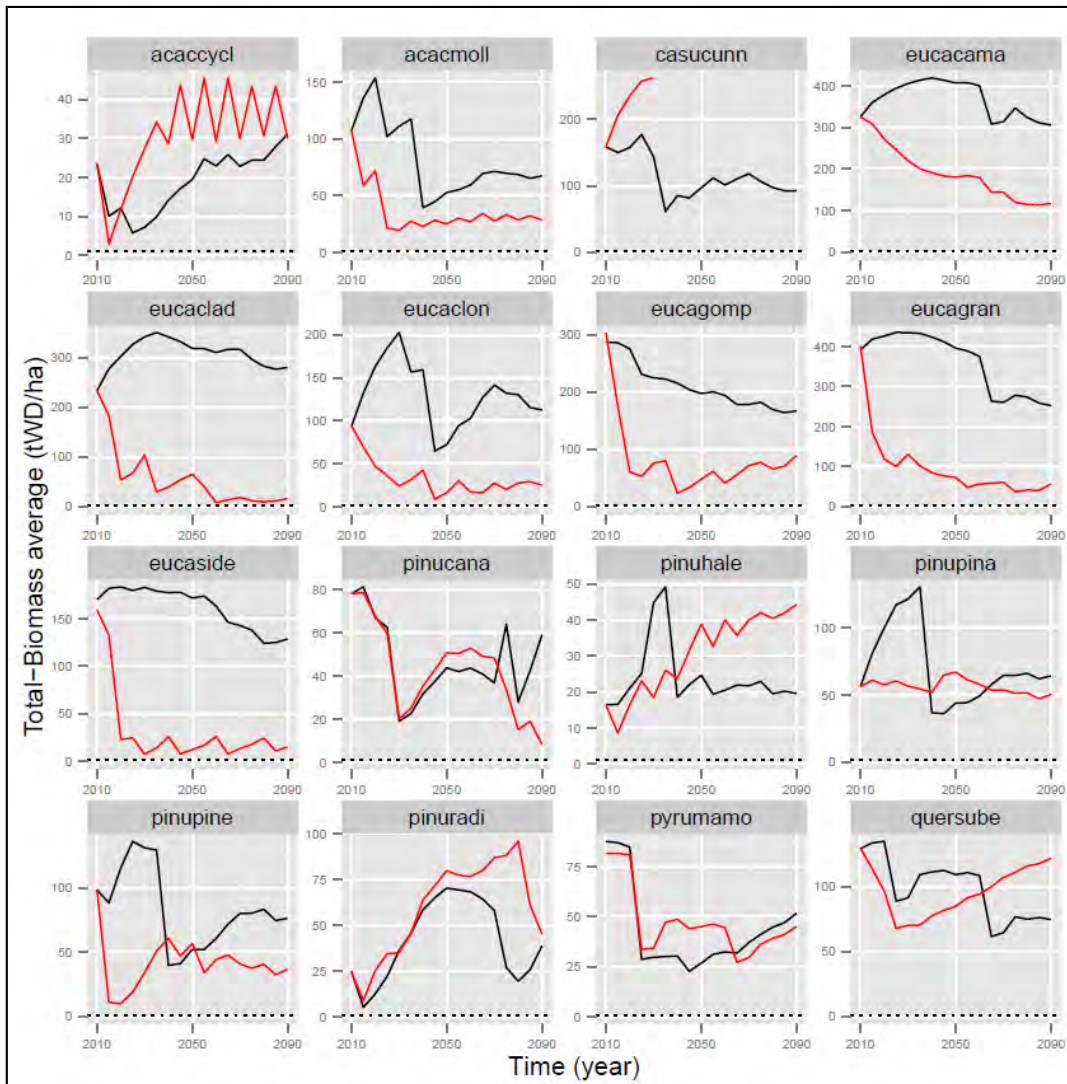 acaccycl acacmoll casucunn eucacama
40 30 20 10 0
150 100 50 0
200 100 0
400 300 200 100 0
2010 2050 2090 2010 2050 2090 2010 2050 2090 2010 2050 2090
eucaclad eucaclon eucagomp eucagran
300 200 100 0
200 150 100 50 0
300 200 100 0
400 300 200 100 0
2010 2050 2090 2010 2050 2090 2010 2050 2090 2010 2050 2090
Total-Biomass average (tWD/ha)
eucaside pinucana pinuhale pinupina
150 100 50 0
80 60 40 20 0
50 40 30 20 10 0
100 50 0
2010 2050 2090 2010 2050 2090 2010 2050 2090 2010 2050 2090
pinupine pinuradi pyrumamo quersube
100 50 0
100 75 50 25 0
75 50 25 0
100 50 0
2010 2050 2090 2010 2050 2090 2010 2050 2090 2010 2050 2090
Time (year)